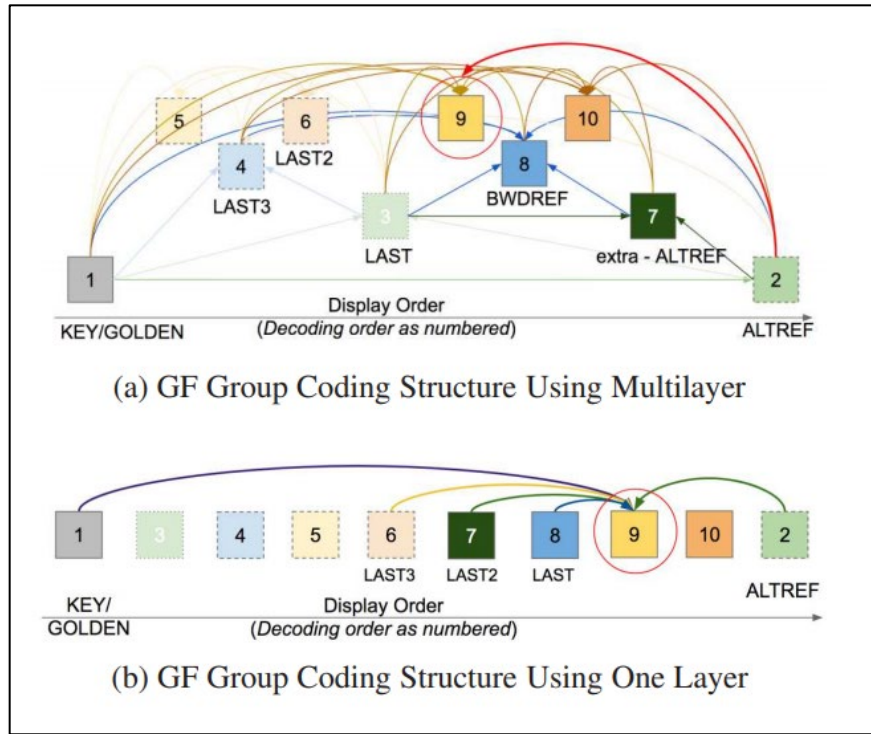 5
6
9
10
4
LAST2
8
LAST3
BWDREF
3
7
LAST
extra - ALTREF
1
2
Display Order
KEY/GOLDEN
(Decoding order as numbered)
ALTREF
(a) GF Group Coding Structure Using Multilayer
1 3 4 5 6 7 8 9 10 2
LAST3 LAST2 LAST
ALTREF
KEY/
GOLDEN
Display Order
(Decoding order as numbered)
(b) GF Group Coding Structure Using One Layer